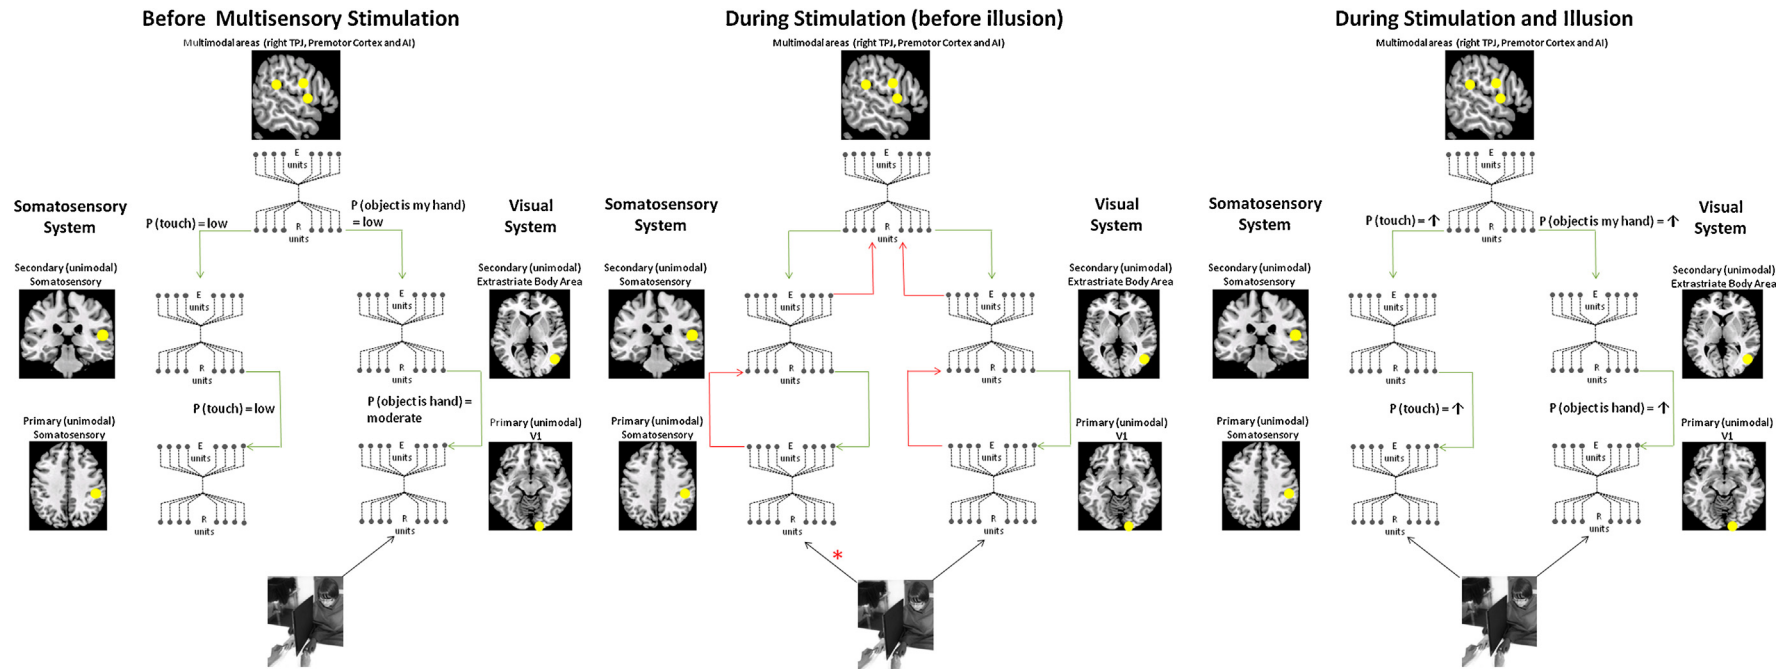 Before Multisensory Stimulation
Multimodal areas (right TPJ, Premotor Cortex and AI)
E
units
Somatosensory
System
P (touch) = low
P (object is my hand)
= low
R
units
Visual
System
Secondary (unimodal)
Somatosensory
E
units
E
units
Secondary (unimodal)
Extrastriate Body Area
R
units
R
units
P (touch) = low
P (object is hand) =
moderate
Primary (unimodal)
Somatosensory
E
units
E
units
Primary (unimodal)
V1
R
units
R
units
During Stimulation (before illusion)
Multimodal areas (right TPJ, Premotor Cortex and AI)
E
units
Somatosensory
System
R
units
Visual
System
Secondary (unimodal)
Somatosensory
E
units
E
units
Secondary (unimodal)
Extrastriate Body Area
R
units
R
units
Primary (unimodal)
Somatosensory
E
units
E
units
Primary (unimodal)
V1
R
units
R
units
*
During Stimulation and Illusion
Multimodal areas (right TPJ, Premotor Cortex and AI)
E
units
Somatosensory
System
P (touch) = ↑
R
units
P (object is my hand) = ↑
Visual
System
Secondary (unimodal)
Somatosensory
E
units
E
units
Secondary (unimodal)
Extrastriate Body Area
R
units
R
units
P (touch) = ↑
P (object is hand) = ↑
Primary (unimodal)
Somatosensory
E
units
E
units
Primary (unimodal)
V1
R
units
R
units